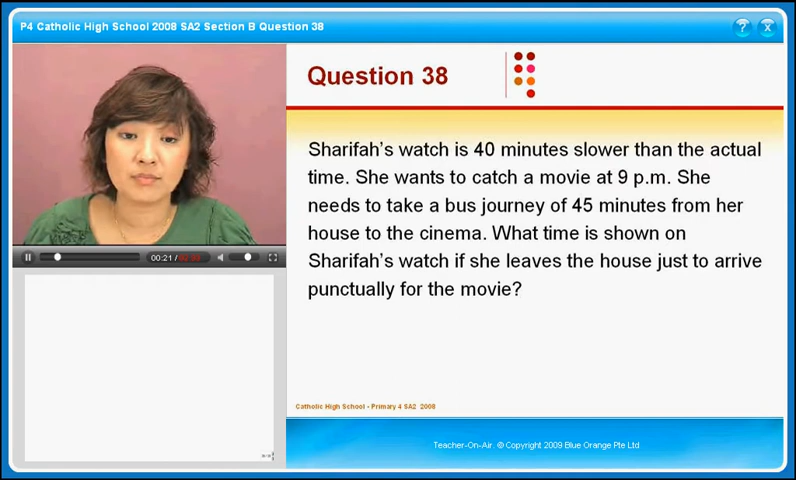 P4 Catholic High School 2008 SA2 Section B Question 38
? x
Question 38
Sharifah's watch is 40 minutes slower than the actual
time. She wants to catch a movie at 9 p.m. She
needs to take a bus journey of 45 minutes from her
house to the cinema. What time is shown on
Sharifah's watch if she leaves the house just to arrive
punctually for the movie?
00:21 /
Catholic High School - Primary 4 SA2 2008
Teacher-On-Air. © Copyright 2009 Blue Orange Pte Ltd